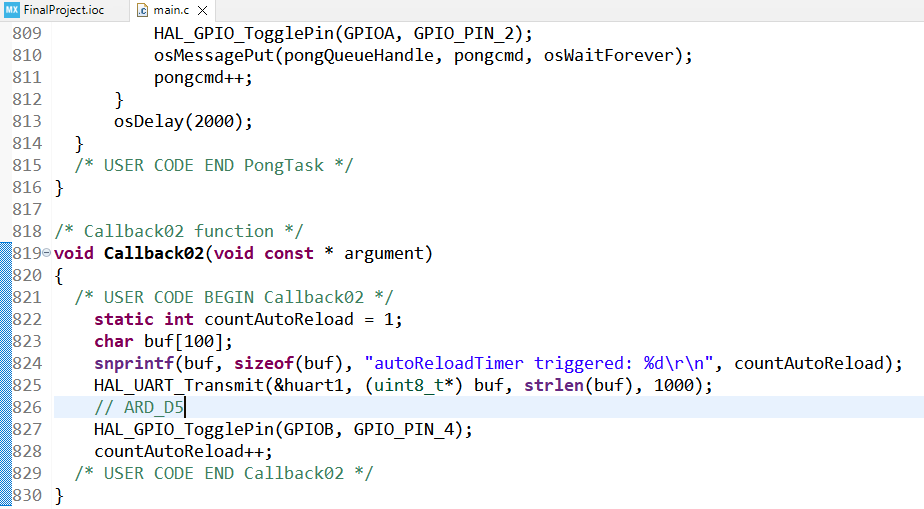 MX FinalProject.ioc .c main.c
809 HAL_GPIO_TogglePin(GPIOA, GPIO_PIN_2);
810 osMessagePut(pongQueueHandle, pongcmd, osWaitForever);
811 pongcmd++;
812 }
813 osDelay(2000);
814 }
815 /* USER CODE END PongTask */
816 }
817
818 /* Callback02 function */
819 void Callback02(void const * argument)
820 {
821 /* USER CODE BEGIN Callback02 */
822 static int countAutoReload = 1;
823 char buf[100];
824 snprintf(buf, sizeof(buf), "autoReloadTimer triggered: %d\r\n", countAutoReload);
825 HAL_UART_Transmit(&huart1, (uint8_t*) buf, strlen(buf), 1000);
826 // ARD_D5
827 HAL_GPIO_TogglePin(GPIOB, GPIO_PIN_4);
828 countAutoReload++;
829 /* USER CODE END Callback02 */
830 }